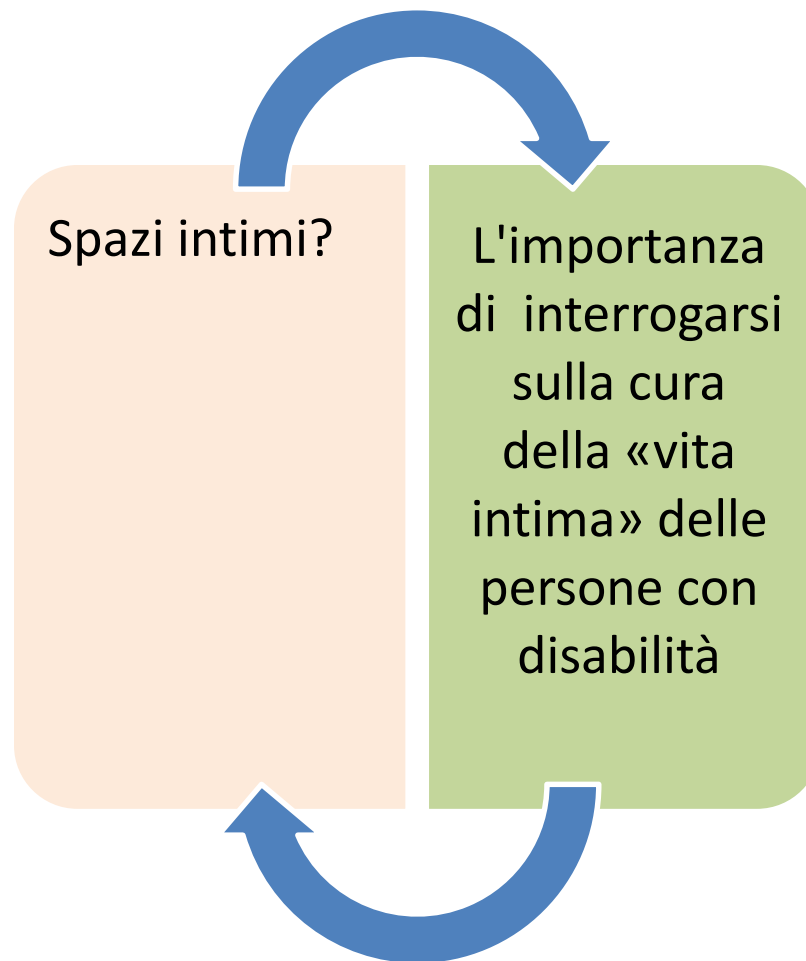 Spazi intimi?
L'importanza
di  interrogarsi
sulla cura
della «vita
intima» delle
persone con
disabilità